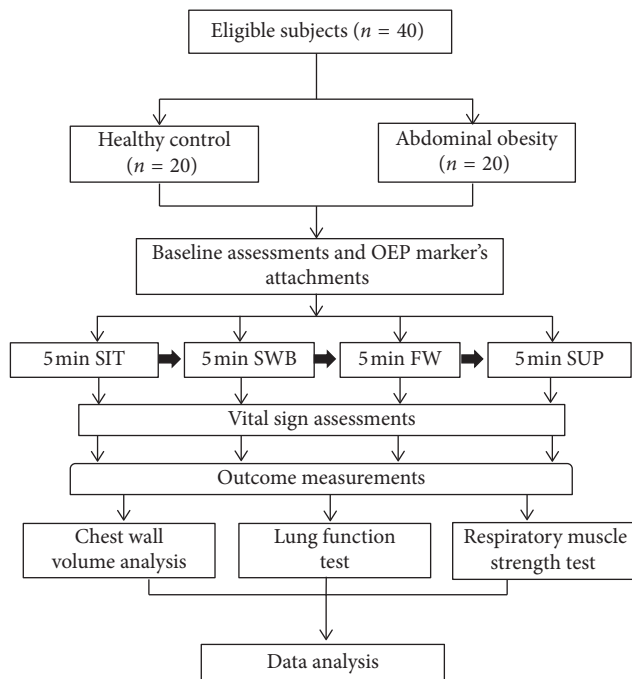 Eligible subjects (n = 40)
Healthy control
(n = 20)
Abdominal obesity
(n = 20)
Baseline assessments and OEP marker's
attachments
5 min SIT
5 min SWB
5 min FW
5 min SUP
Vital sign assessments
Outcome measurements
Chest wall
volume analysis
Lung function
test
Respiratory muscle
strength test
Data analysis